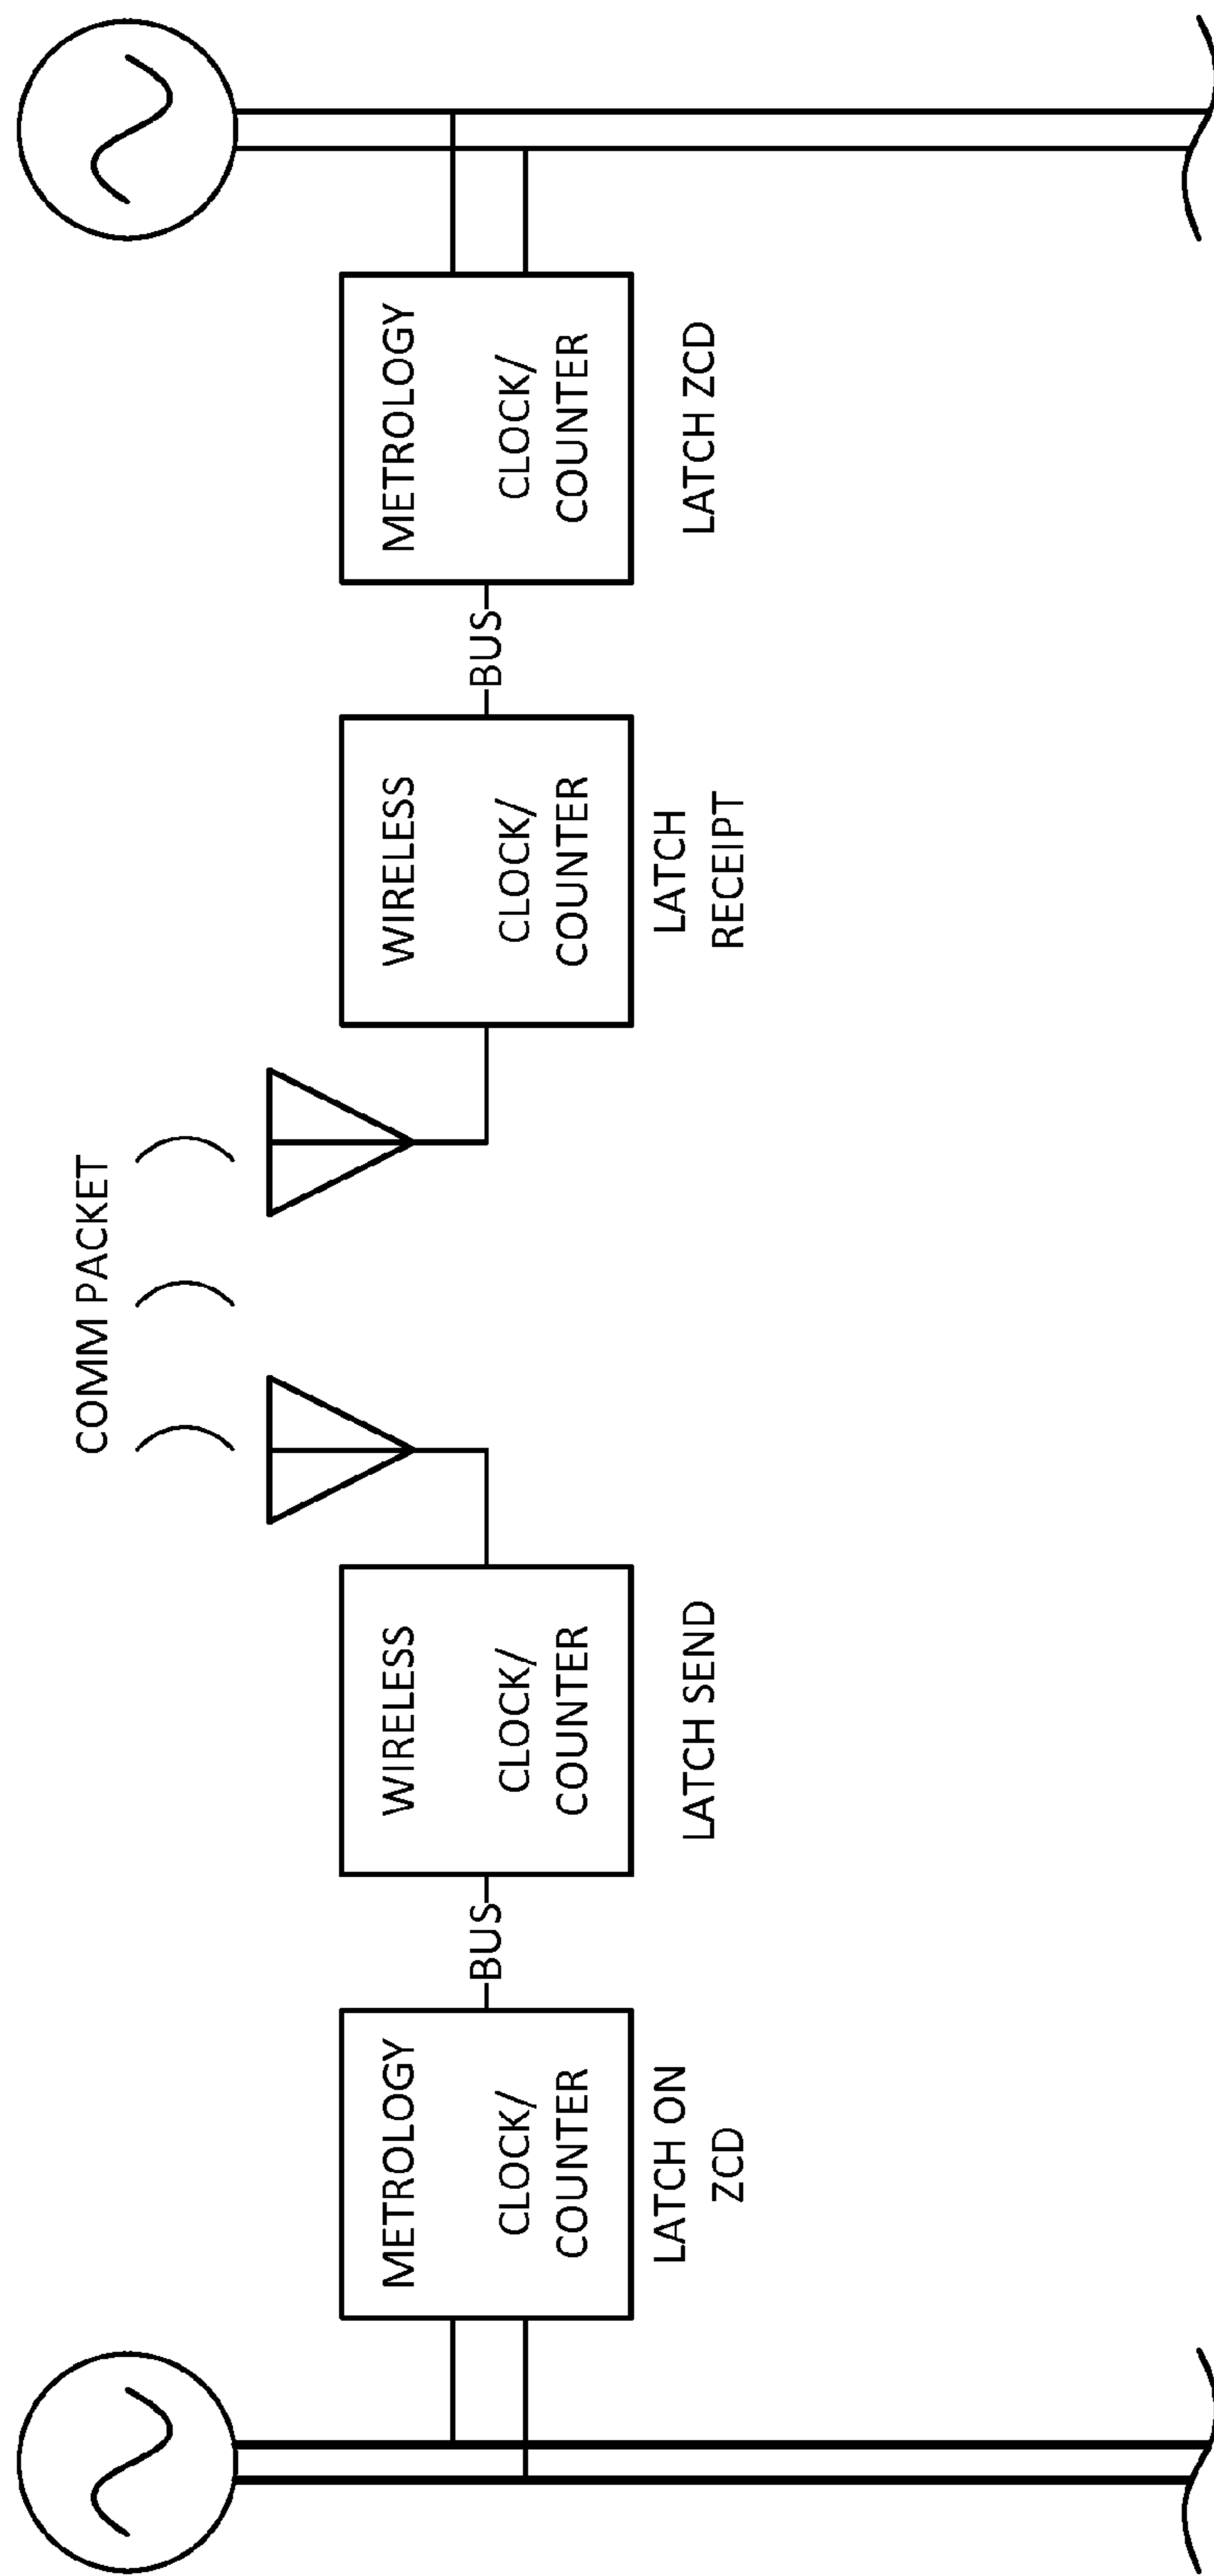 COMM PACKET
METROLOGY
CLOCK/
COUNTER
LATCH ON
ZCD
BUS
WIRELESS
CLOCK/
COUNTER
LATCH SEND
WIRELESS
CLOCK/
COUNTER
LATCH
RECEIPT
BUS
METROLOGY
CLOCK/
COUNTER
LATCH ZCD